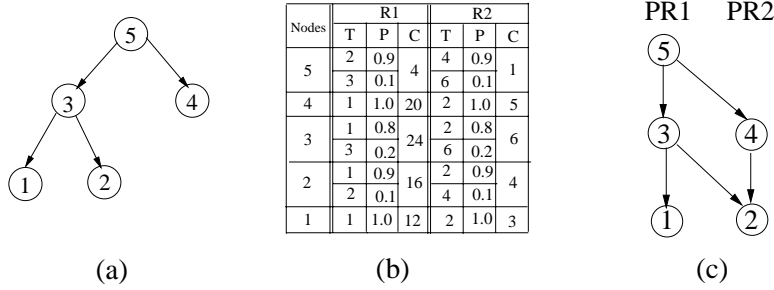 5
3
4
1
2
(a)
Nodes R1 R2
T P C T P C
5 2 0.9 4 4 0.9 1
3 0.1 6 0.1
4 1 1.0 20 2 1.0 5
3 1 0.8 24 2 0.8 6
3 0.2 6 0.2
2 1 0.9 16 2 0.9 4
2 0.1 4 0.1
1 1 1.0 12 2 1.0 3
(b)
PR1 PR2
5
3 4
1 2
(c)